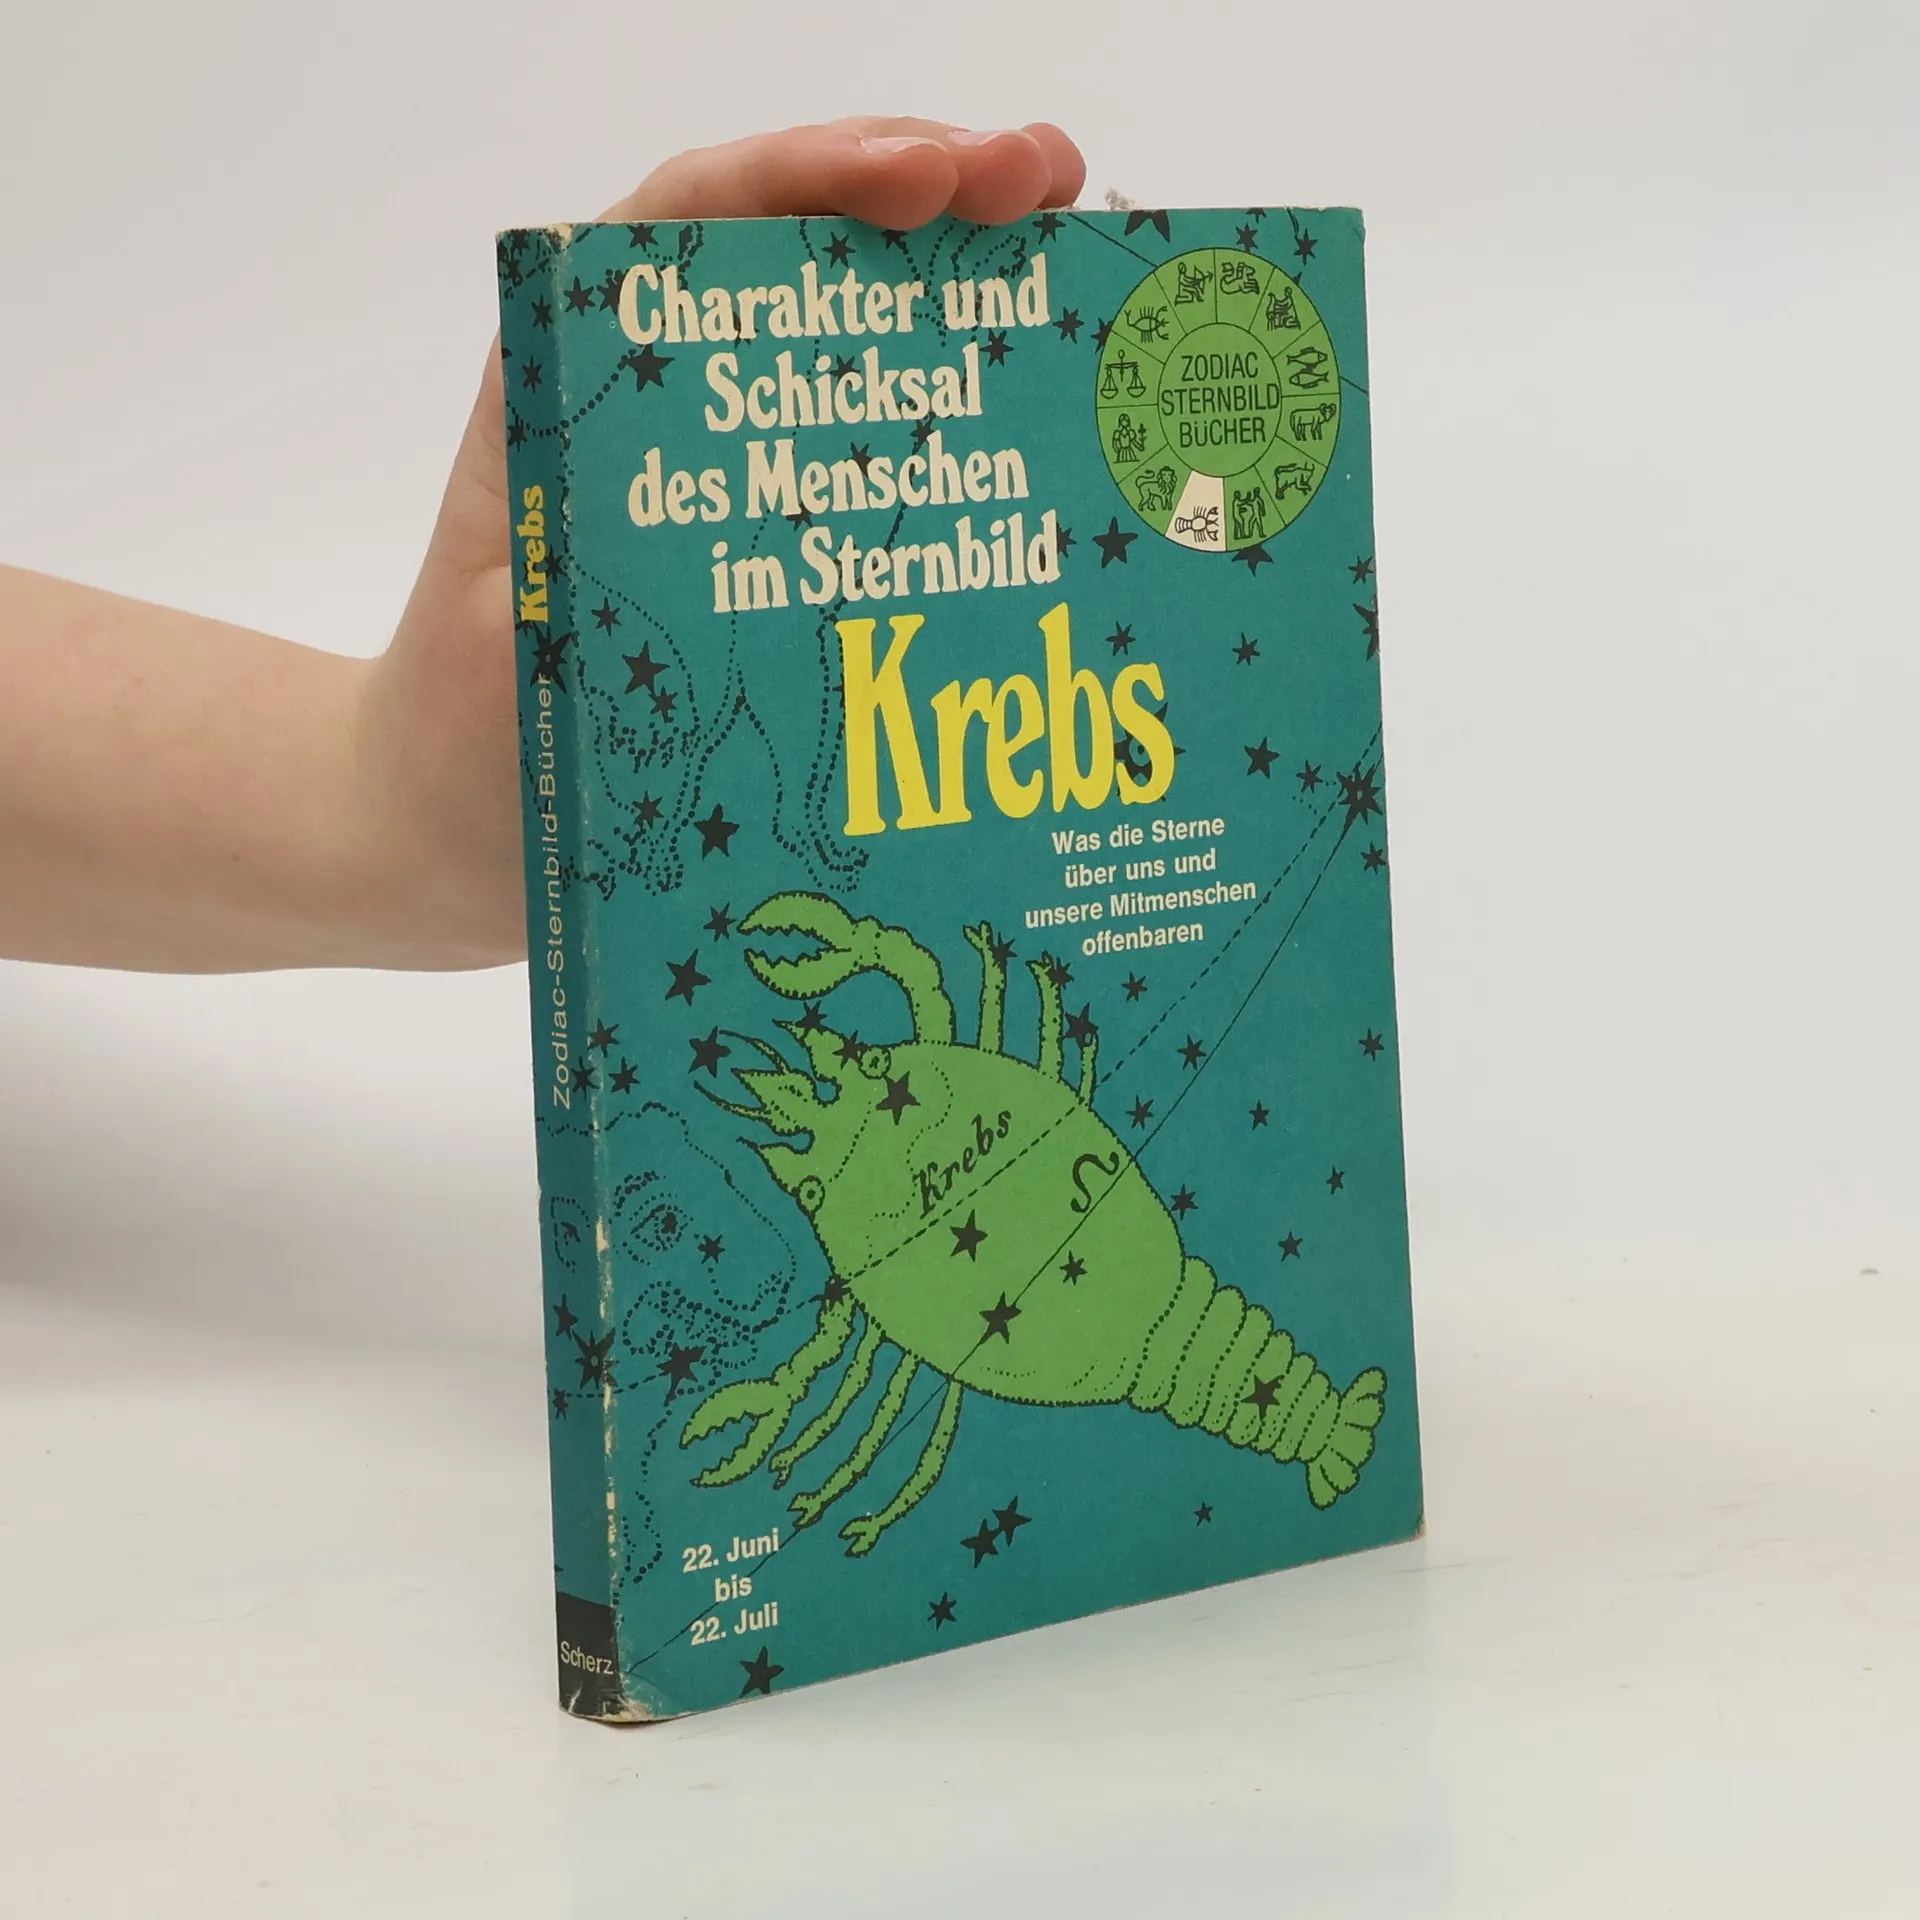 Charakter und
Schicksal
des Menschen
im Sternbild
Krebs
ZODIAC
STERNBILD
BÜCHER
Was die Sterne
über uns und
unsere Mitmenschen
offenbaren
Krebs
22. Juni
bis
22. Juli
Zodiac-Sternbild-Bücher Krebs
Scherz